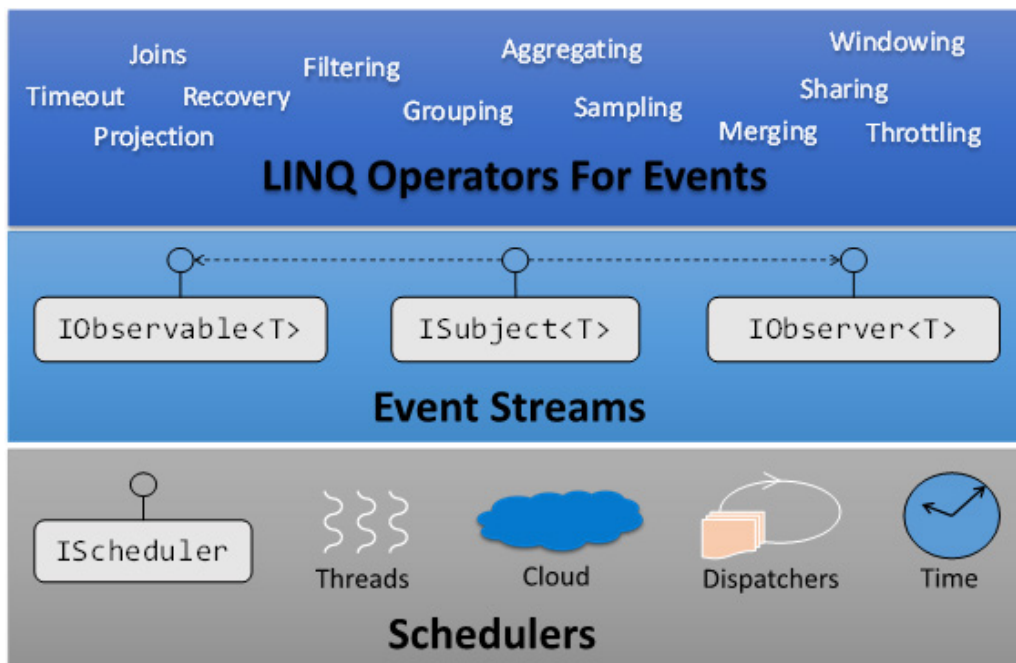 Joins
Filtering
Aggregating
Windowing
Timeout
Recovery
Grouping
Sampling
Sharing
Projection
Merging
Throttling
LINQ Operators For Events
IObservable<T>
ISubject<T>
IObserver<T>
Event Streams
IScheduler
Threads
Cloud
Dispatchers
Time
Schedulers